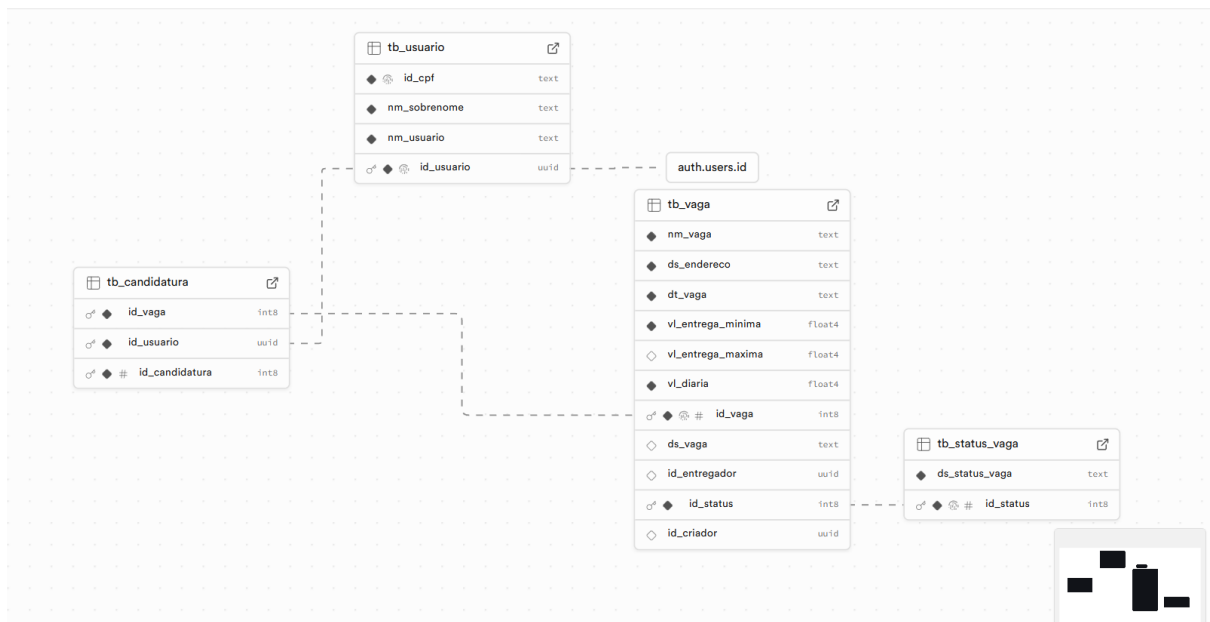 tb_usuario
id_cpf text
nm_sobrenome text
nm_usuario text
id_usuario uuid
auth.users.id
tb_vaga
nm_vaga text
ds_endereco text
dt_vaga text
vl_entrega_minima float4
vl_entrega_maxima float4
vl_diaria float4
# id_vaga int8
ds_vaga text
id_entregador uuid
id_status int8
id_criador uuid
tb_candidatura
id_vaga int8
id_usuario uuid
# id_candidatura int8
tb_status_vaga
ds_status_vaga text
# id_status int8